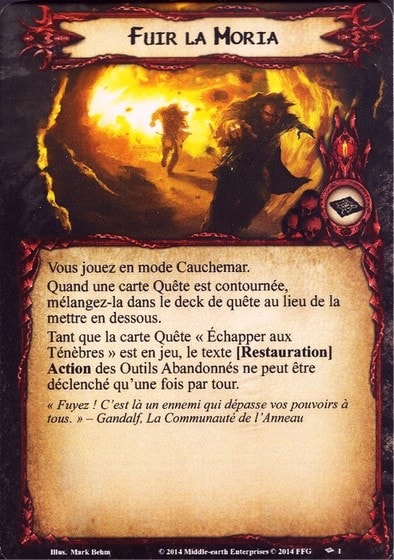 Fuir la Moria
Vous jouez en mode Cauchemar.
Quand une carte Quête est contournée,
mélangez-la dans le deck de quête au lieu de la
mettre en dessous.
Tant que la carte Quête « Échapper aux
Ténèbres » est en jeu, le texte [Restauration]
Action des Outils Abandonnés ne peut être
déclenché qu'une fois par tour.
« Fuyez ! C'est là un ennemi qui dépasse vos pouvoirs à
tous. » – Gandalf, La Communauté de l'Anneau
Illus. Mark Behm © 2014 Middle-earth Enterprises © 2014 FFG 1